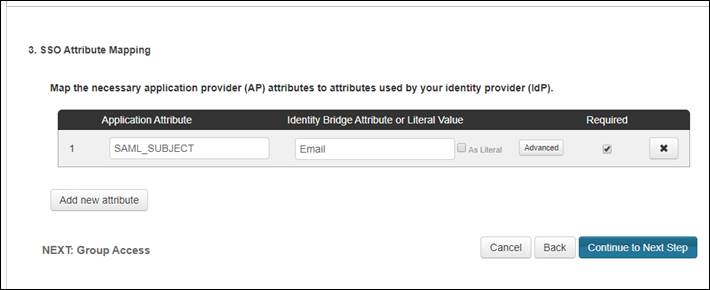 3. SSO Attribute Mapping
Map the necessary application provider (AP) attributes to attributes used by your identity provider (IdP).
Application Attribute Identity Bridge Attribute or Literal Value Required
1 SAML_SUBJECT Email As Literal Advanced
Add new attribute
NEXT: Group Access Cancel Back Continue to Next Step